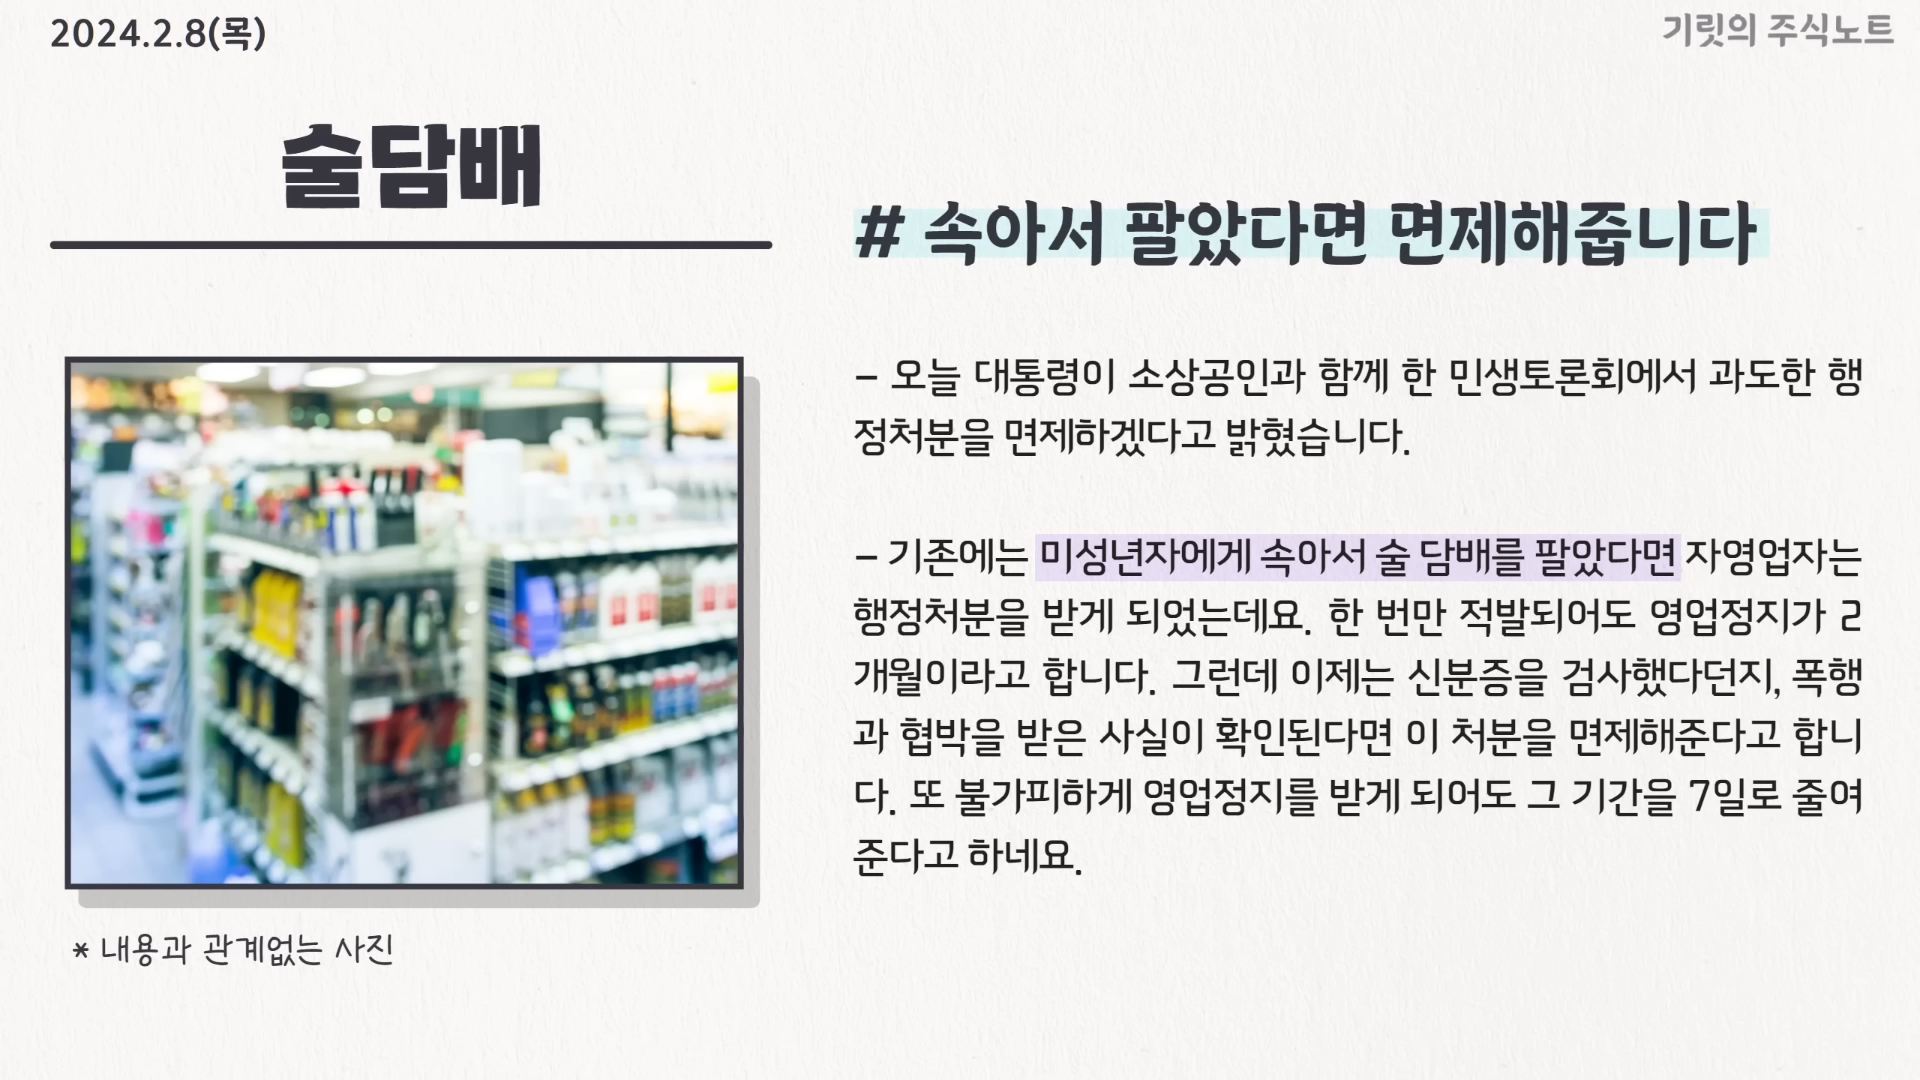 2024.2.8(목)
기릿의 주식노트
술담배
# 속아서 팔았다면 면제해줍니다
- 오늘 대통령이 소상공인과 함께 한 민생토론회에서 과도한 행
정처분을 면제하겠다고 밝혔습니다.
- 기존에는 미성년자에게 속아서 술 담배를 팔았다면 자영업자는
행정처분을 받게 되었는데요. 한 번만 적발되어도 영업정지가 2
개월이라고 합니다. 그런데 이제는 신분증을 검사했다던지, 폭행
과 협박을 받은 사실이 확인된다면 이 처분을 면제해준다고 합니
다. 또 불가피하게 영업정지를 받게 되어도 그 기간을 7일로 줄여
준다고 하네요.
* 내용과 관계없는 사진